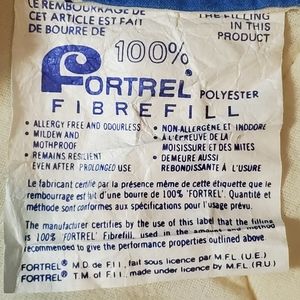 LE REMBOURRAGE DE
CET ARTICLE EST FAIT
DE BOURRE DE
THE FILLING
IN THIS
PRODUCT
100%
FORTREL® POLYESTER
FIBREFILL
• ALLERGY FREE AND ODOURLESS
• MILDEW AND
MOTHPROOF
• REMAINS RESILIENT
EVEN AFTER PROLONGED USE
• NON-ALLERGÈNE ET INODORE
• À L'ÉPREUVE DE LA
MOISISSURE ET DES MITES
• DEMEURE AUSSI
REBONDISSANTE À L'USURE
Le fabricant certifie par la présence même de cette étiquette que le
rembourrage est fait d'une bourre de 100% 'FORTREL'. Quantité et
méthode sont conformes aux spécifications pour l'usage prévu.
The manufacturer certifies by the use of this label that the filling
is 100% 'FORTREL' Fibrefill, used in the amount and method
recommended to give the performance properties outlined above
FORTREL® M.D. de F.I.I., fait sous licence par M.F.L. (U.E.)
FORTREL® T.M. of F.I.I., made under licence by M.F.L. (R.U.)